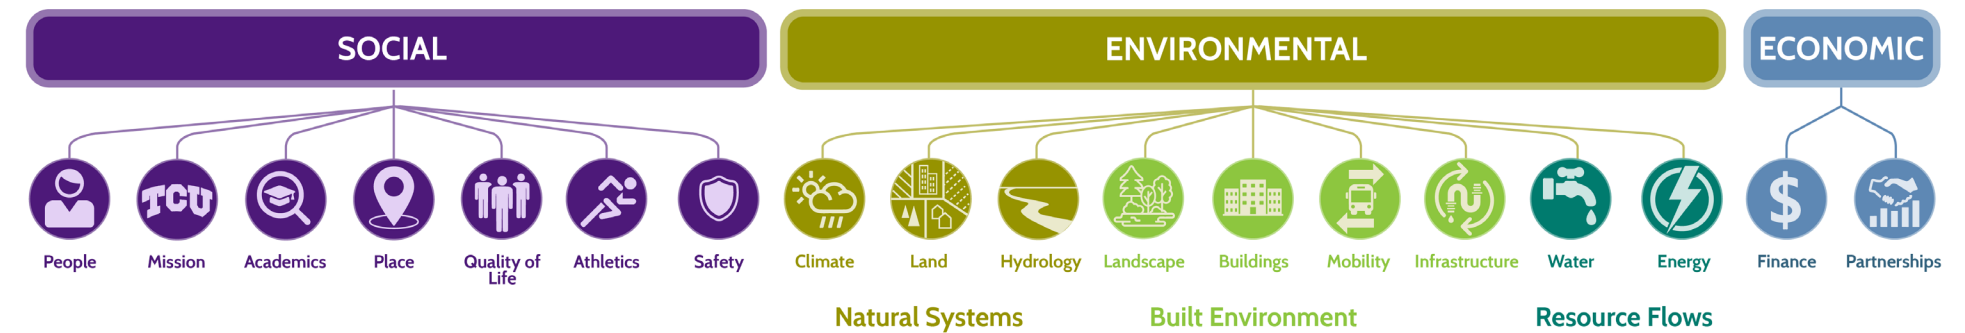 SOCIAL
ENVIRONMENTAL
ECONOMIC
TCU
$
People
Mission
Academics
Place
Quality of
Life
Athletics
Safety
Climate
Land
Hydrology
Landscape
Buildings
Mobility
Infrastructure
Water
Energy
Finance
Partnerships
Natural Systems
Built Environment
Resource Flows